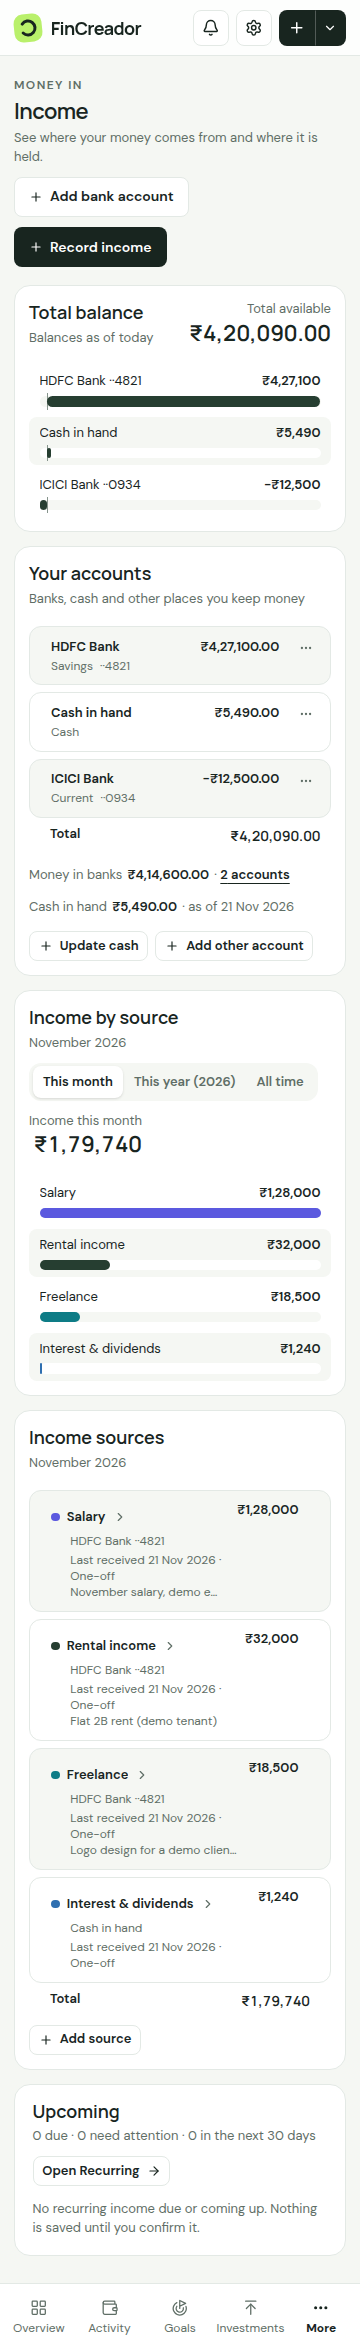 FinCreador
MONEY IN
Income
See where your money comes from and where it is
held.
+ Add bank account
+ Record income
Total balance
Total available
Balances as of today
₹4,20,090.00
HDFC Bank ··4821 ₹4,27,100
Cash in hand ₹5,490
ICICI Bank ··0934 −₹12,500
Your accounts
Banks, cash and other places you keep money
HDFC Bank ₹4,27,100.00 ···
Savings ··4821
Cash in hand ₹5,490.00 ···
Cash
ICICI Bank −₹12,500.00 ···
Current ··0934
Total ₹4,20,090.00
Money in banks ₹4,14,600.00 · 2 accounts
Cash in hand ₹5,490.00 · as of 21 Nov 2026
+ Update cash + Add other account
Income by source
November 2026
This month This year (2026) All time
Income this month
₹1,79,740
Salary ₹1,28,000
Rental income ₹32,000
Freelance ₹18,500
Interest & dividends ₹1,240
Income sources
November 2026
Salary ₹1,28,000
HDFC Bank ··4821
Last received 21 Nov 2026 ·
One-off
November salary, demo e...
Rental income ₹32,000
HDFC Bank ··4821
Last received 21 Nov 2026 ·
One-off
Flat 2B rent (demo tenant)
Freelance ₹18,500
HDFC Bank ··4821
Last received 21 Nov 2026 ·
One-off
Logo design for a demo clien...
Interest & dividends ₹1,240
Cash in hand
Last received 21 Nov 2026 ·
One-off
Total ₹1,79,740
+ Add source
Upcoming
0 due · 0 need attention · 0 in the next 30 days
Open Recurring →
No recurring income due or coming up. Nothing
is saved until you confirm it.
Overview Activity Goals Investments More